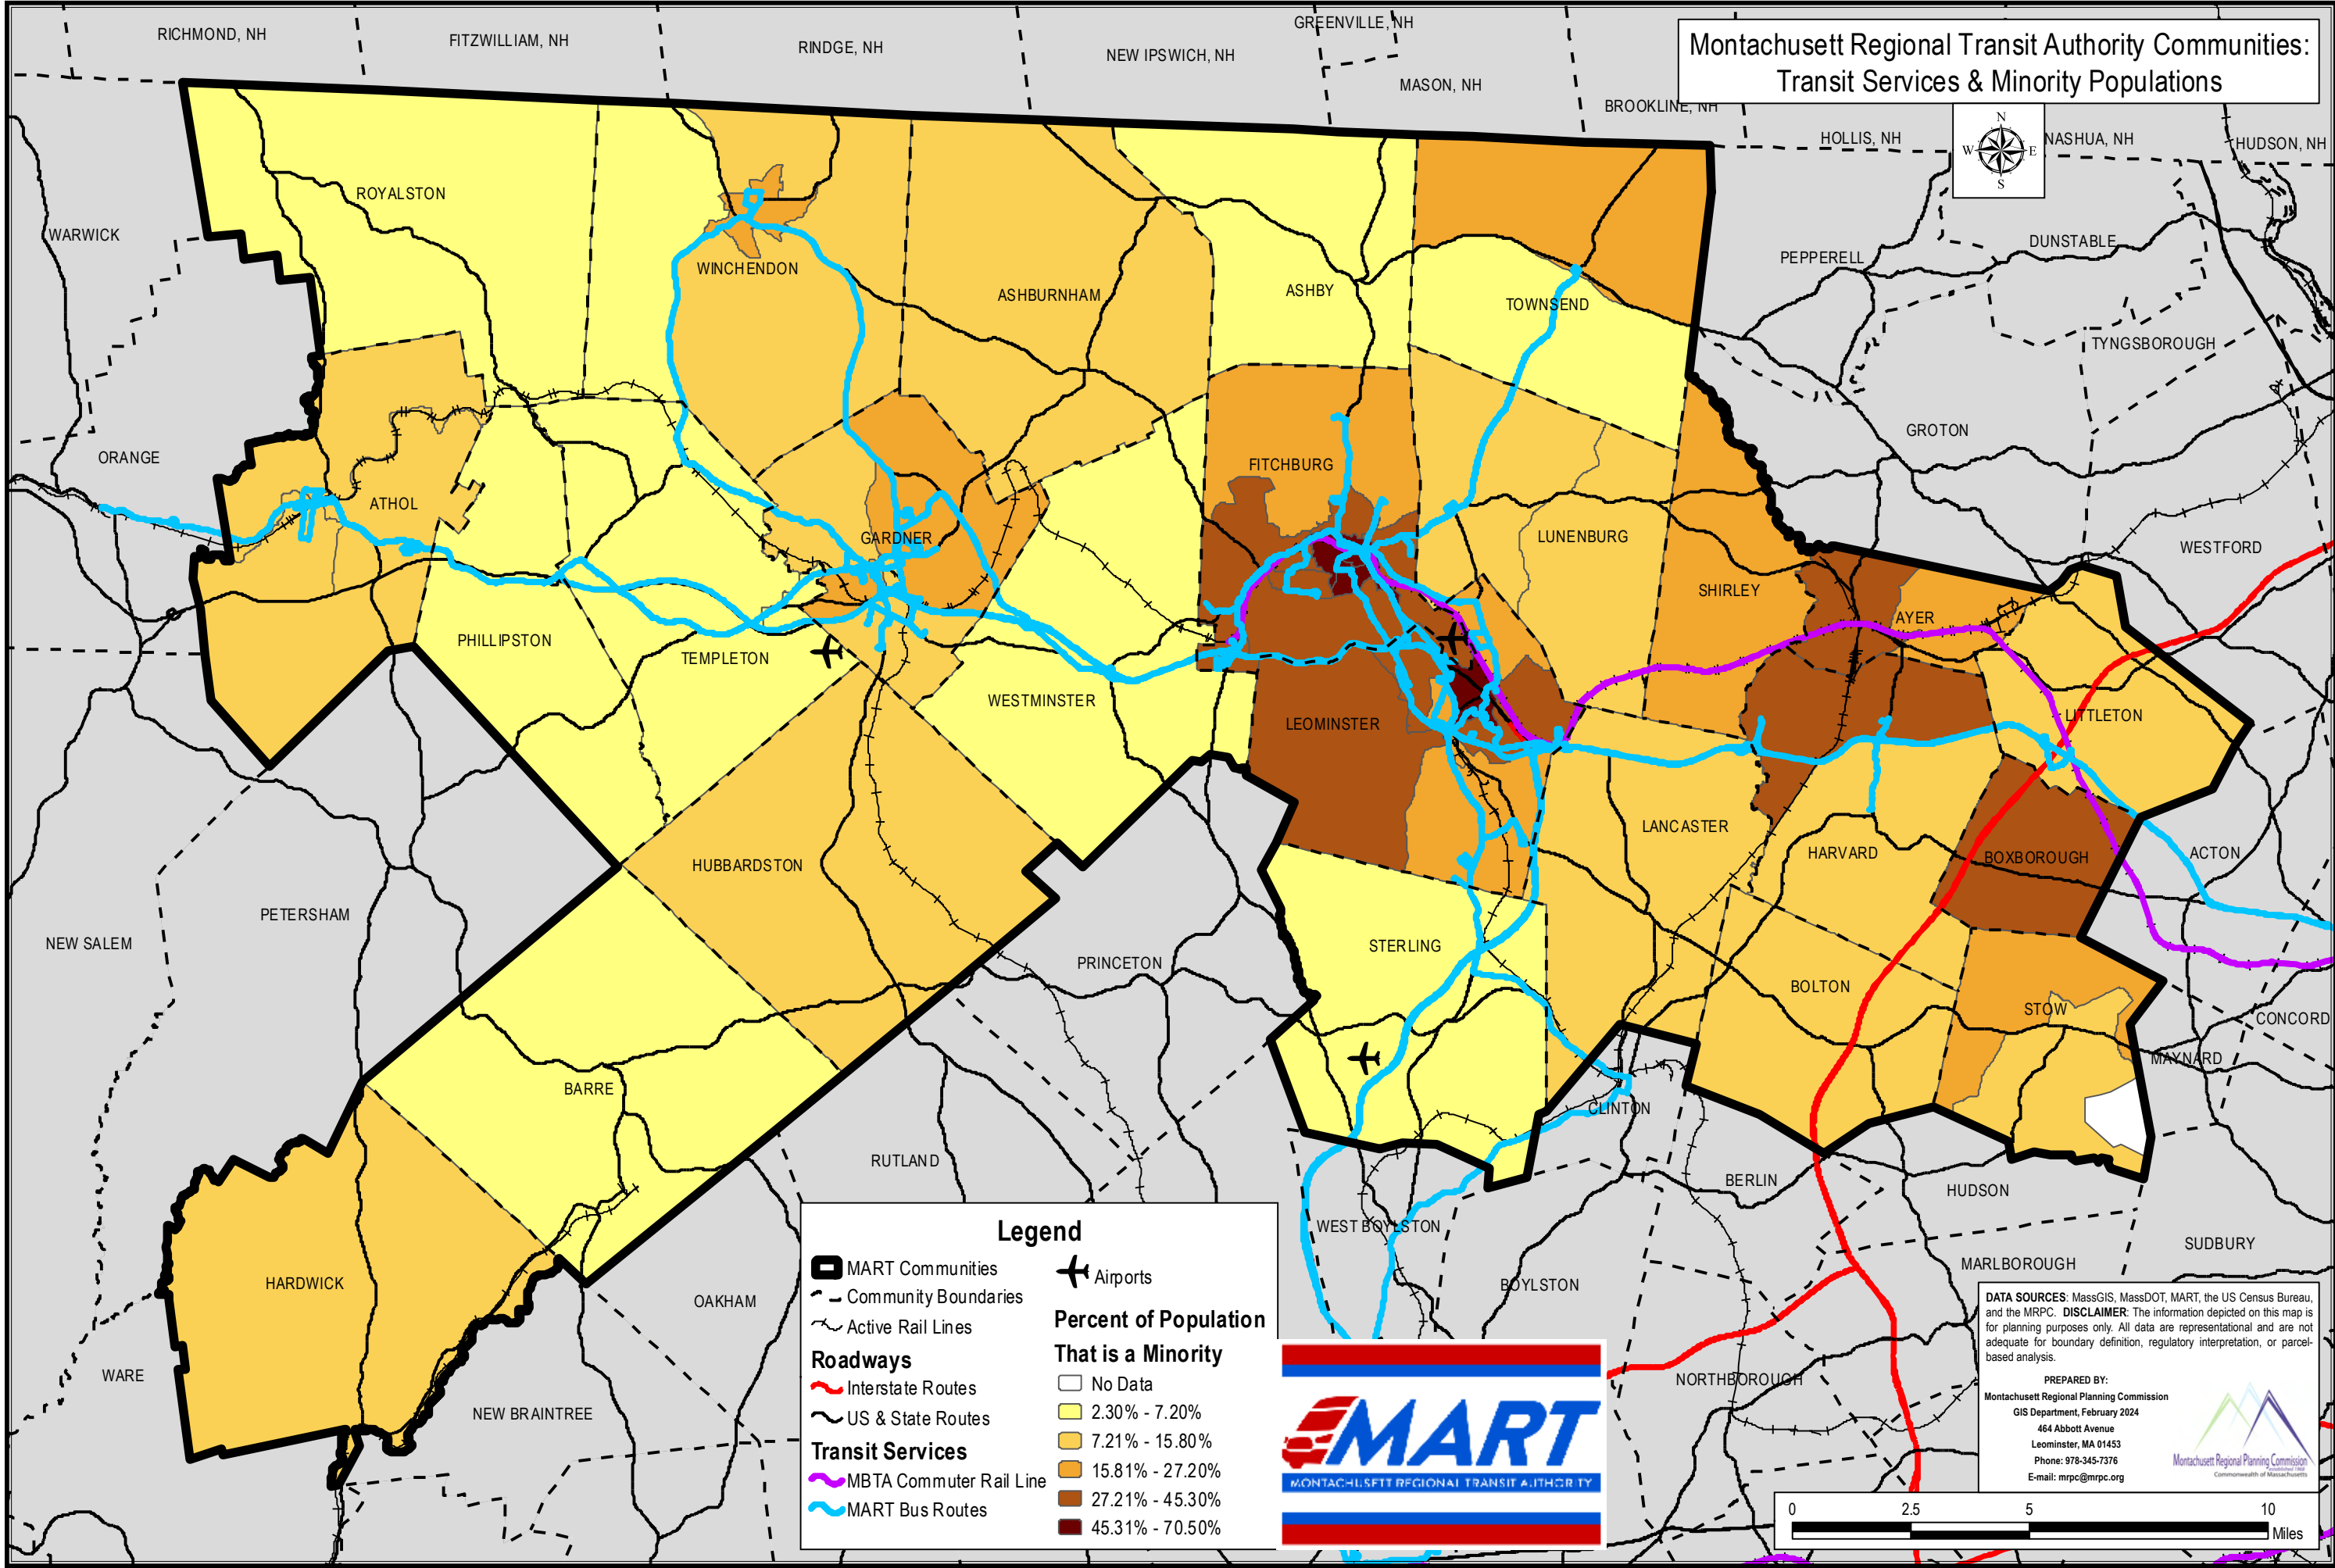 GREENVILLE, NH
RICHMOND, NH
FITZWILLIAM, NH
RINDGE, NH
NEW IPSWICH, NH
MASON, NH
BROOKLINE, NH
Montachusett Regional Transit Authority Communities:
Transit Services & Minority Populations
HOLLIS, NH
NASHUA, NH
HUDSON, NH
N
W
E
S
ROYALSTON
WARWICK
WINCHENDON
ASHBURNHAM
ASHBY
TOWNSEND
PEPPERELL
DUNSTABLE
TYNGSBOROUGH
ORANGE
ATHOL
GARDNER
FITCHBURG
LUNENBURG
GROTON
WESTFORD
SHIRLEY
AYER
PHILLIPSTON
TEMPLETON
WESTMINSTER
LEOMINSTER
LITTLETON
LANCASTER
HARVARD
BOXBOROUGH
ACTON
HUBBARDSTON
PETERSHAM
NEW SALEM
PRINCETON
STERLING
BOLTON
STOW
CONCORD
MAYNARD
BARRE
CLINTON
RUTLAND
BERLIN
HUDSON
WEST BOYLSTON
SUDBURY
MARLBOROUGH
BOYLSTON
HARDWICK
OAKHAM
WARE
NEW BRAINTREE
NORTHBOROUGH
Legend
MART Communities
Community Boundaries
Active Rail Lines
Roadways
Interstate Routes
US & State Routes
Transit Services
MBTA Commuter Rail Line
MART Bus Routes
Airports
Percent of Population
That is a Minority
No Data
2.30% - 7.20%
7.21% - 15.80%
15.81% - 27.20%
27.21% - 45.30%
45.31% - 70.50%
MART
MONTACHUSETT REGIONAL TRANSIT AUTHORITY
DATA SOURCES: MassGIS, MassDOT, MART, the US Census Bureau,
and the MRPC. DISCLAIMER: The information depicted on this map is
for planning purposes only. All data are representational and are not
adequate for boundary definition, regulatory interpretation, or parcel-
based analysis.
PREPARED BY:
Montachusett Regional Planning Commission
GIS Department, February 2024
464 Abbott Avenue
Leominster, MA 01453
Phone: 978-345-7376
E-mail: mrpc@mrpc.org
Montachusett Regional Planning Commission
Commonwealth of Massachusetts
0
2.5
5
10
Miles